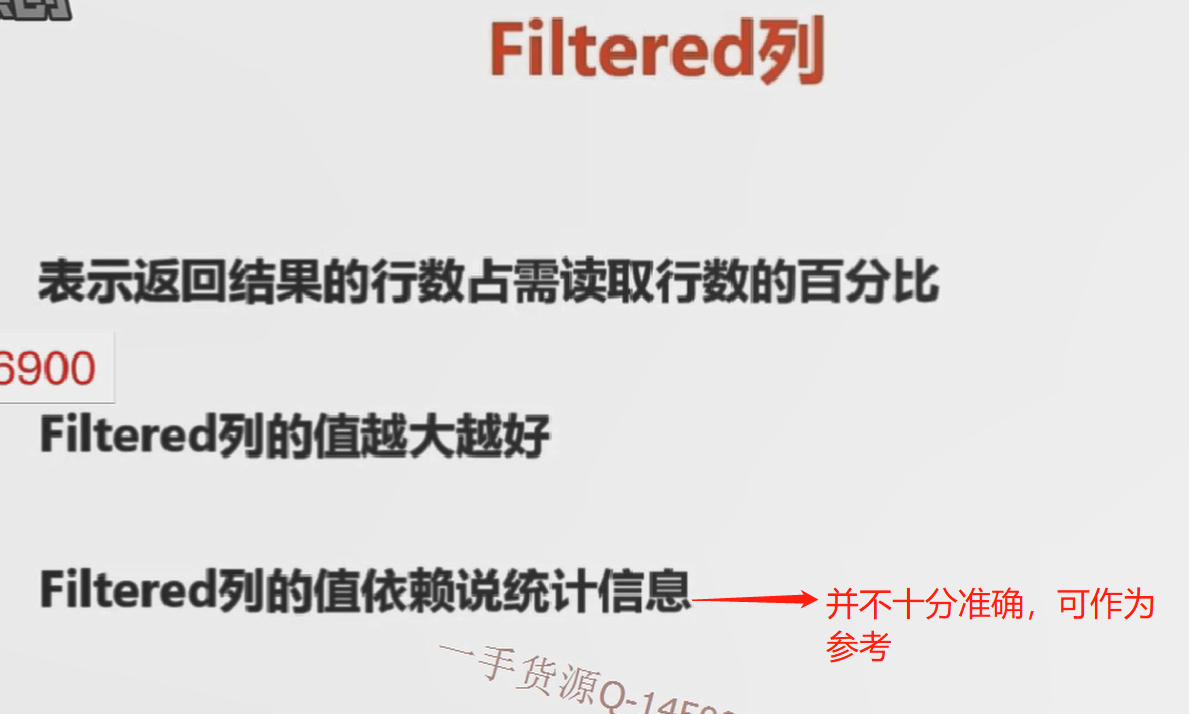 Filtered列
表示返回结果的行数占需读取行数的百分比
6900
Filtered列的值越大越好
Filtered列的值依赖说统计信息
并不十分准确，可作为
参考
一手货源Q-145